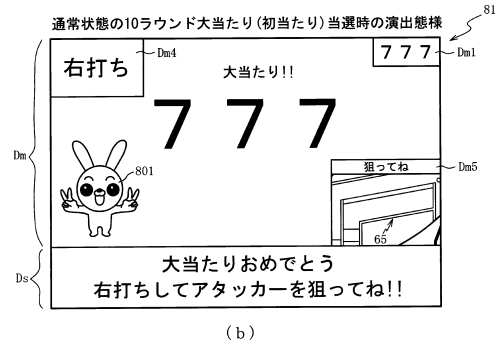 通常状態の10ラウンド大当たり(初当たり)当選時の演出態様
81
右打ち
Dm4
大当たり!!
777
Dm1
7 7 7
Dm
801
狙ってね
Dm5
65
Ds
大当たりおめでとう
右打ちしてアタッカーを狙ってね!!
(b)